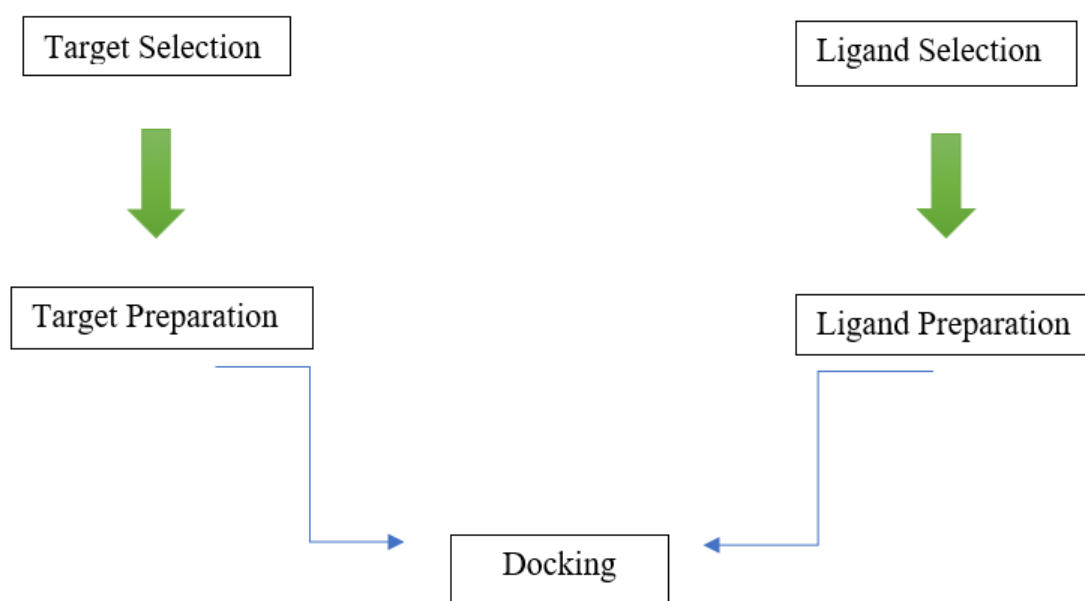 Target Selection
Ligand Selection
Target Preparation
Ligand Preparation
Docking